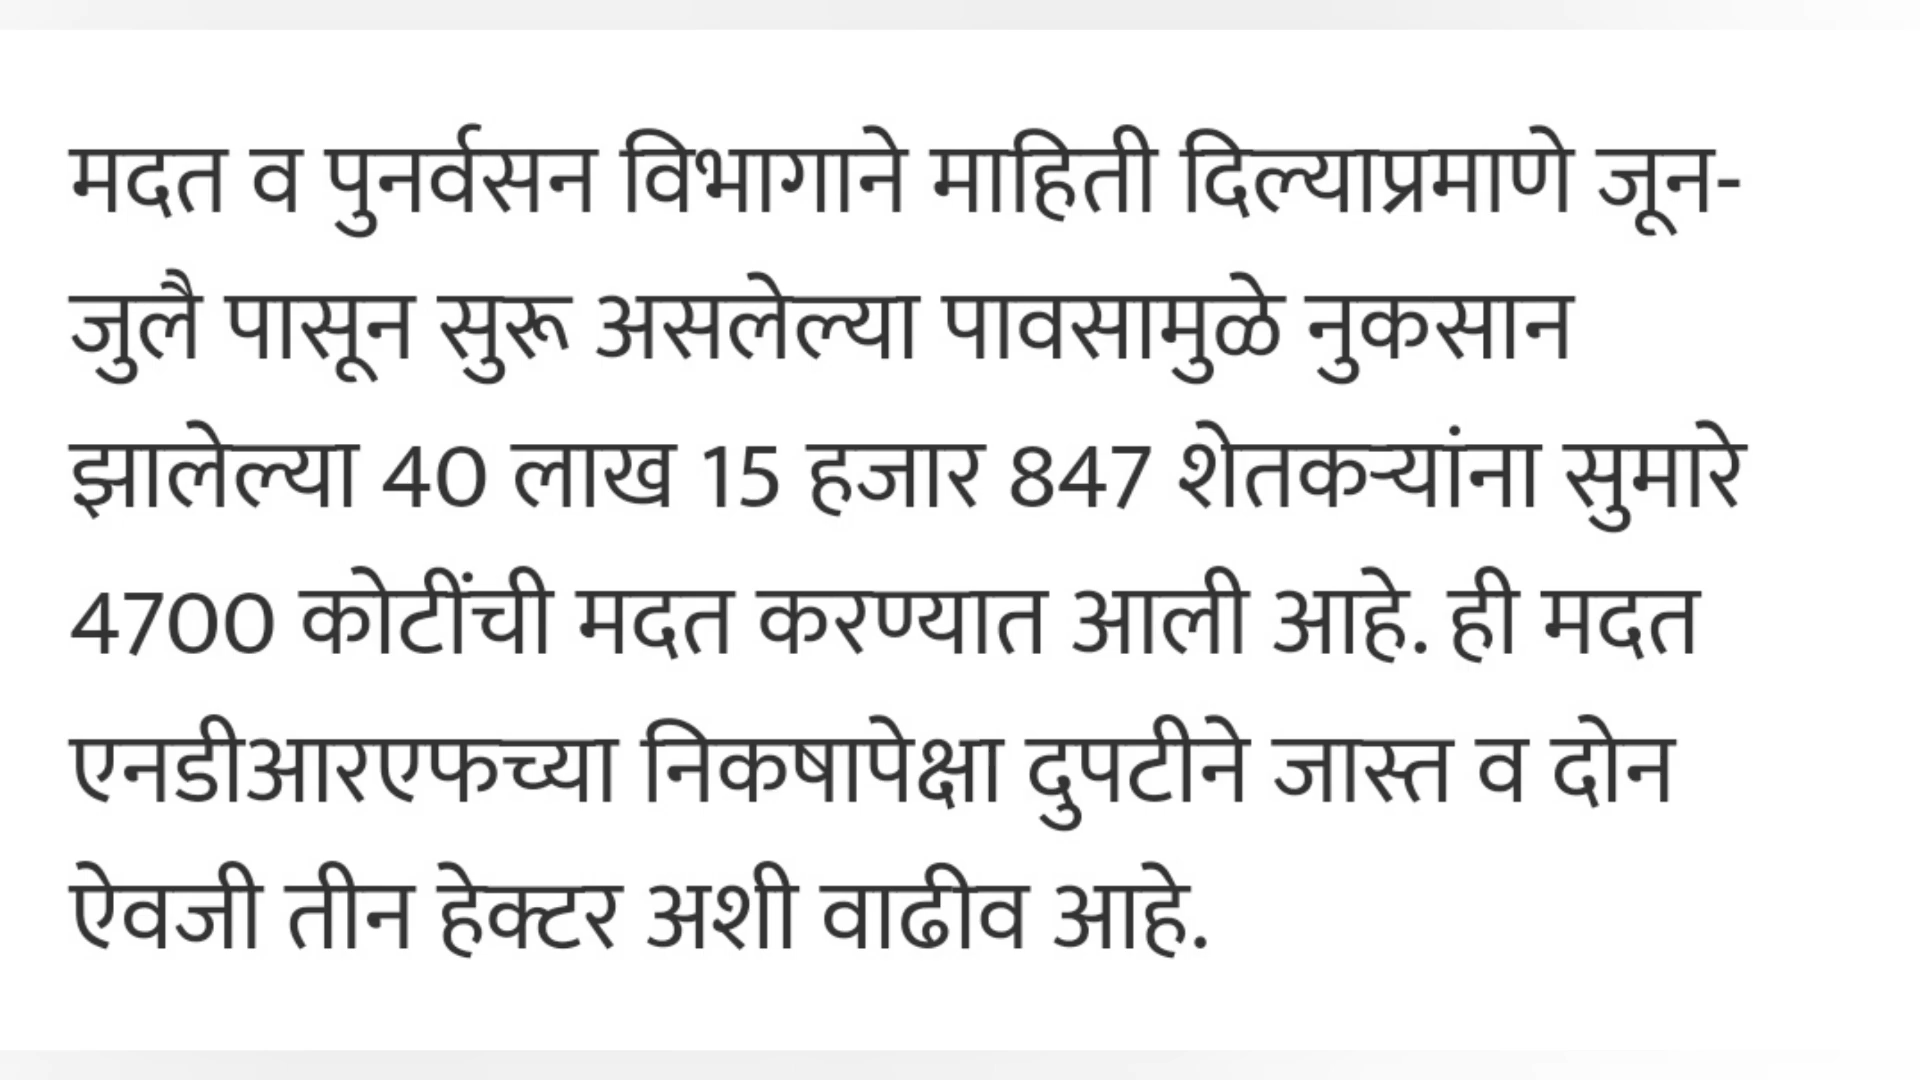 मदत व पुनर्वसन विभागाने माहिती दिल्याप्रमाणे जून-
जुलै पासून सुरू असलेल्या पावसामुळे नुकसान
झालेल्या 40 लाख 15 हजार 847 शेतकऱ्यांना सुमारे
4700 कोटींची मदत करण्यात आली आहे. ही मदत
एनडीआरएफच्या निकषापेक्षा दुपटीने जास्त व दोन
ऐवजी तीन हेक्टर अशी वाढीव आहे.